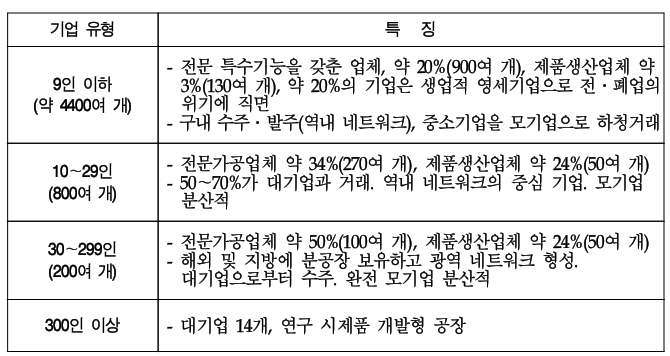 기업 유형
특 징
9인 이하
(약 4400여 개)
- 전문 특수기능을 갖춘 업체, 약 20%(900여 개), 제품생산업체 약
3%(130여 개), 약 20%의 기업은 생업적 영세기업으로 전·폐업의
위기에 직면
- 구내 수주·발주(역내 네트워크), 중소기업을 모기업으로 하청거래
10~29인
(800여 개)
- 전문가공업체 약 34%(270여 개), 제품생산업체 약 24%(50여 개)
- 50~70%가 대기업과 거래. 역내 네트워크의 중심 기업. 모기업
분산적
30~299인
(200여 개)
- 전문가공업체 약 50%(100여 개), 제품생산업체 약 24%(50여 개)
- 해외 및 지방에 분공장 보유하고 광역 네트워크 형성.
대기업으로부터 수주. 완전 모기업 분산적
300인 이상
- 대기업 14개, 연구 시제품 개발형 공장